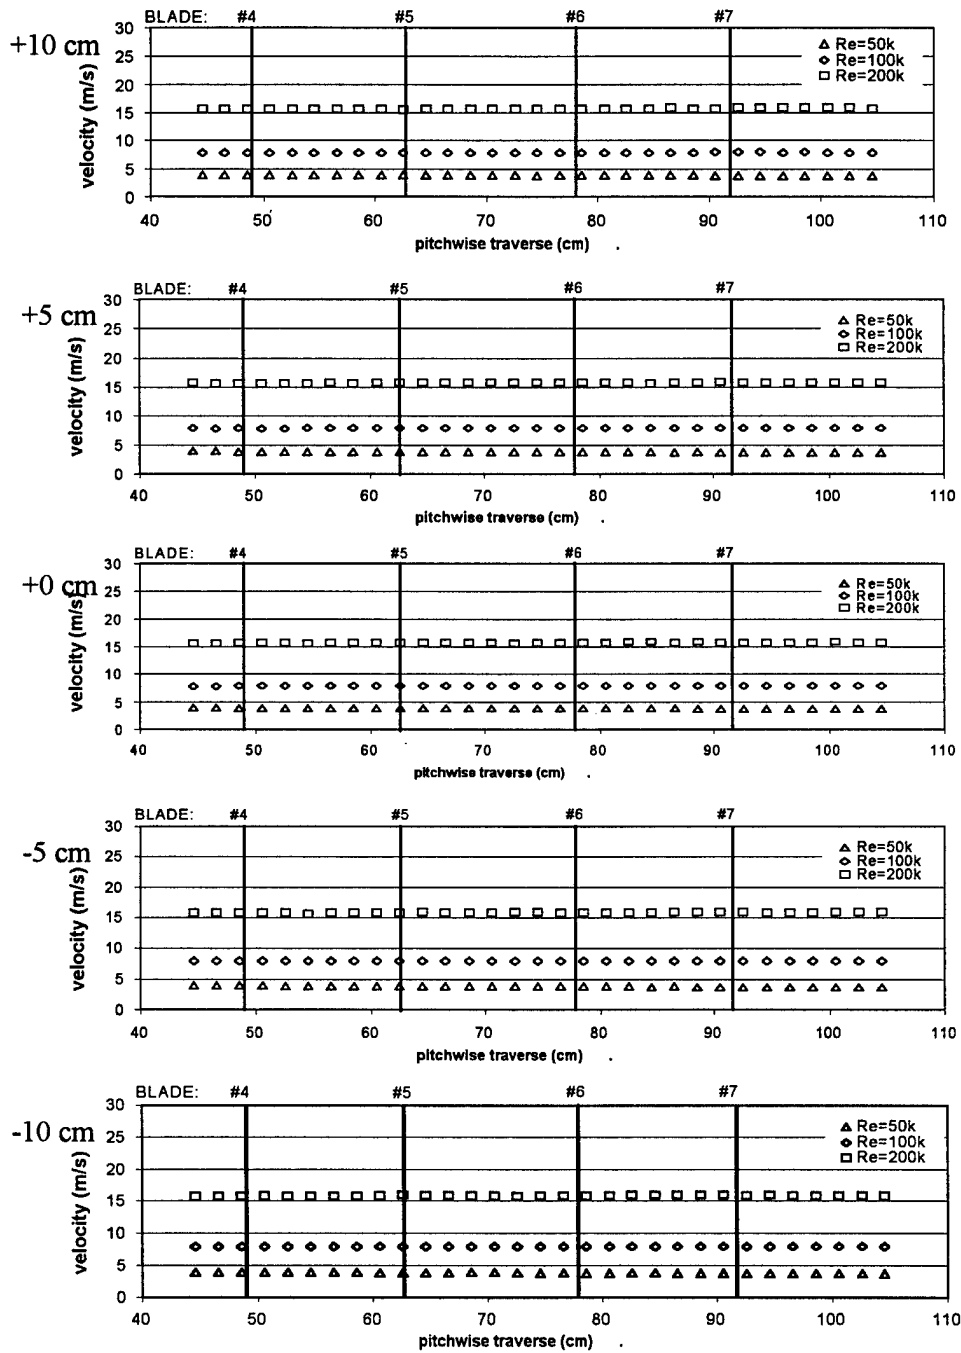 BLADE: #4 #5 #6 #7
+10 cm
30
25
20
15
10
5
0
velocity (m/s)
Re=50k
Re=100k
Re=200k
40 50 60 70 80 90 100 110
pitchwise traverse (cm)
BLADE: #4 #5 #6 #7
+5 cm
30
25
20
15
10
5
0
velocity (m/s)
Re=50k
Re=100k
Re=200k
40 50 60 70 80 90 100 110
pitchwise traverse (cm)
BLADE: #4 #5 #6 #7
+0 cm
30
25
20
15
10
5
0
velocity (m/s)
Re=50k
Re=100k
Re=200k
40 50 60 70 80 90 100 110
pitchwise traverse (cm)
BLADE: #4 #5 #6 #7
-5 cm
30
25
20
15
10
5
0
velocity (m/s)
Re=50k
Re=100k
Re=200k
40 50 60 70 80 90 100 110
pitchwise traverse (cm)
BLADE: #4 #5 #6 #7
-10 cm
30
25
20
15
10
5
0
velocity (m/s)
Re=50k
Re=100k
Re=200k
40 50 60 70 80 90 100 110
pitchwise traverse (cm)